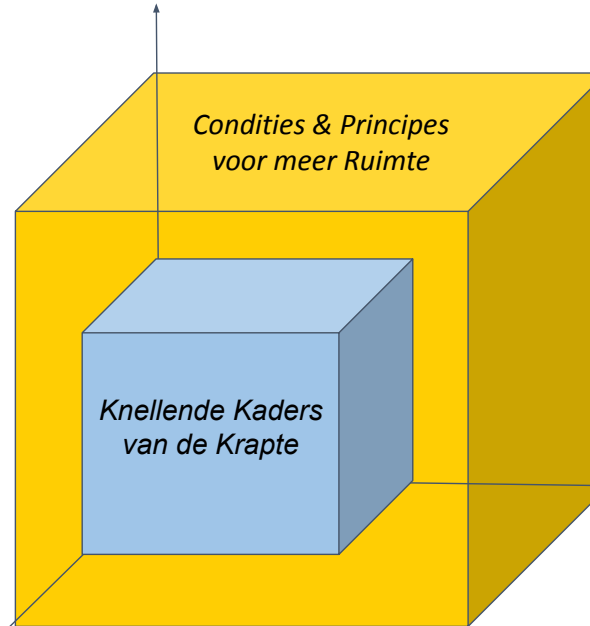 Condities & Principes
voor meer Ruimte
Knellende Kaders
van de Krapte